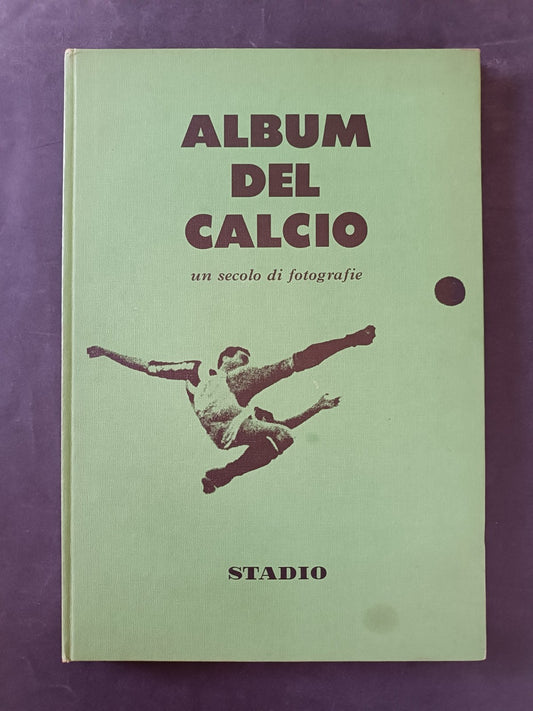 ALBUM
DEL
CALCIO
un secolo di fotografie
STADIO